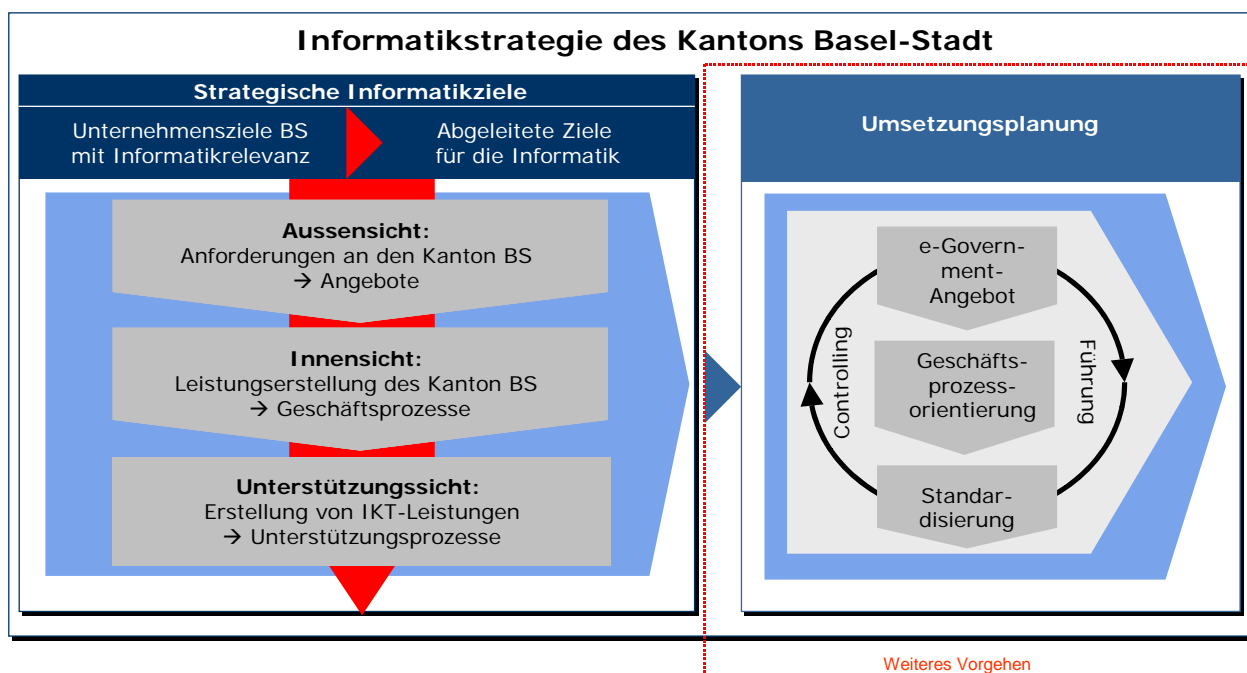 Informatikstrategie des Kantons Basel-Stadt
Strategische Informatikziele
Unternehmensziele BS
mit Informatikrelevanz
Abgeleitete Ziele
für die Informatik
Aussensicht:
Anforderungen an den Kanton BS
→ Angebote
Innensicht:
Leistungserstellung des Kanton BS
→ Geschäftsprozesse
Unterstützungssicht:
Erstellung von IKT-Leistungen
→ Unterstützungsprozesse
Umsetzungsplanung
e-Govern-
ment-
Angebot
Controlling
Geschäfts-
prozess-
orientierung
Führung
Standar-
disierung
Weiteres Vorgehen